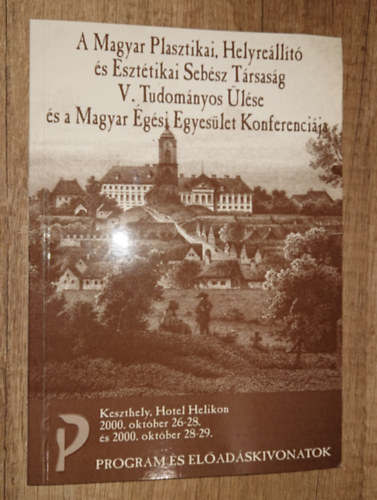 A Magyar Plasztikai, Helyreállító
és Esztétikai Sebész Társaság
V. Tudományos Ülése
és a Magyar Égési Egyesület Konferenciája
Keszthely, Hotel Helikon
2000. október 26-28.
és 2000. október 28-29.
P
PROGRAM ÉS ELŐADÁSKIVONATOK